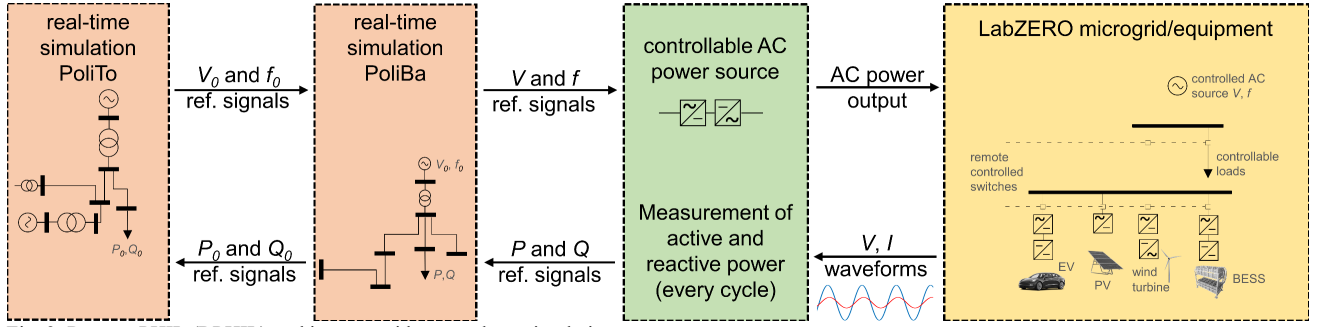 real-time
simulation
PoliTo
P₀,Q₀
V₀ and f₀
ref. signals
P₀ and Q₀
ref. signals
real-time
simulation
PoliBa
V₀, f₀
P,Q
V and f
ref. signals
P and Q
ref. signals
controllable AC
power source
Measurement of
active and
reactive power
(every cycle)
AC power
output
V, I
waveforms
LabZERO microgrid/equipment
controlled AC
source V, f
remote
controlled
switches
controllable
loads
EV
PV
wind
turbine
BESS